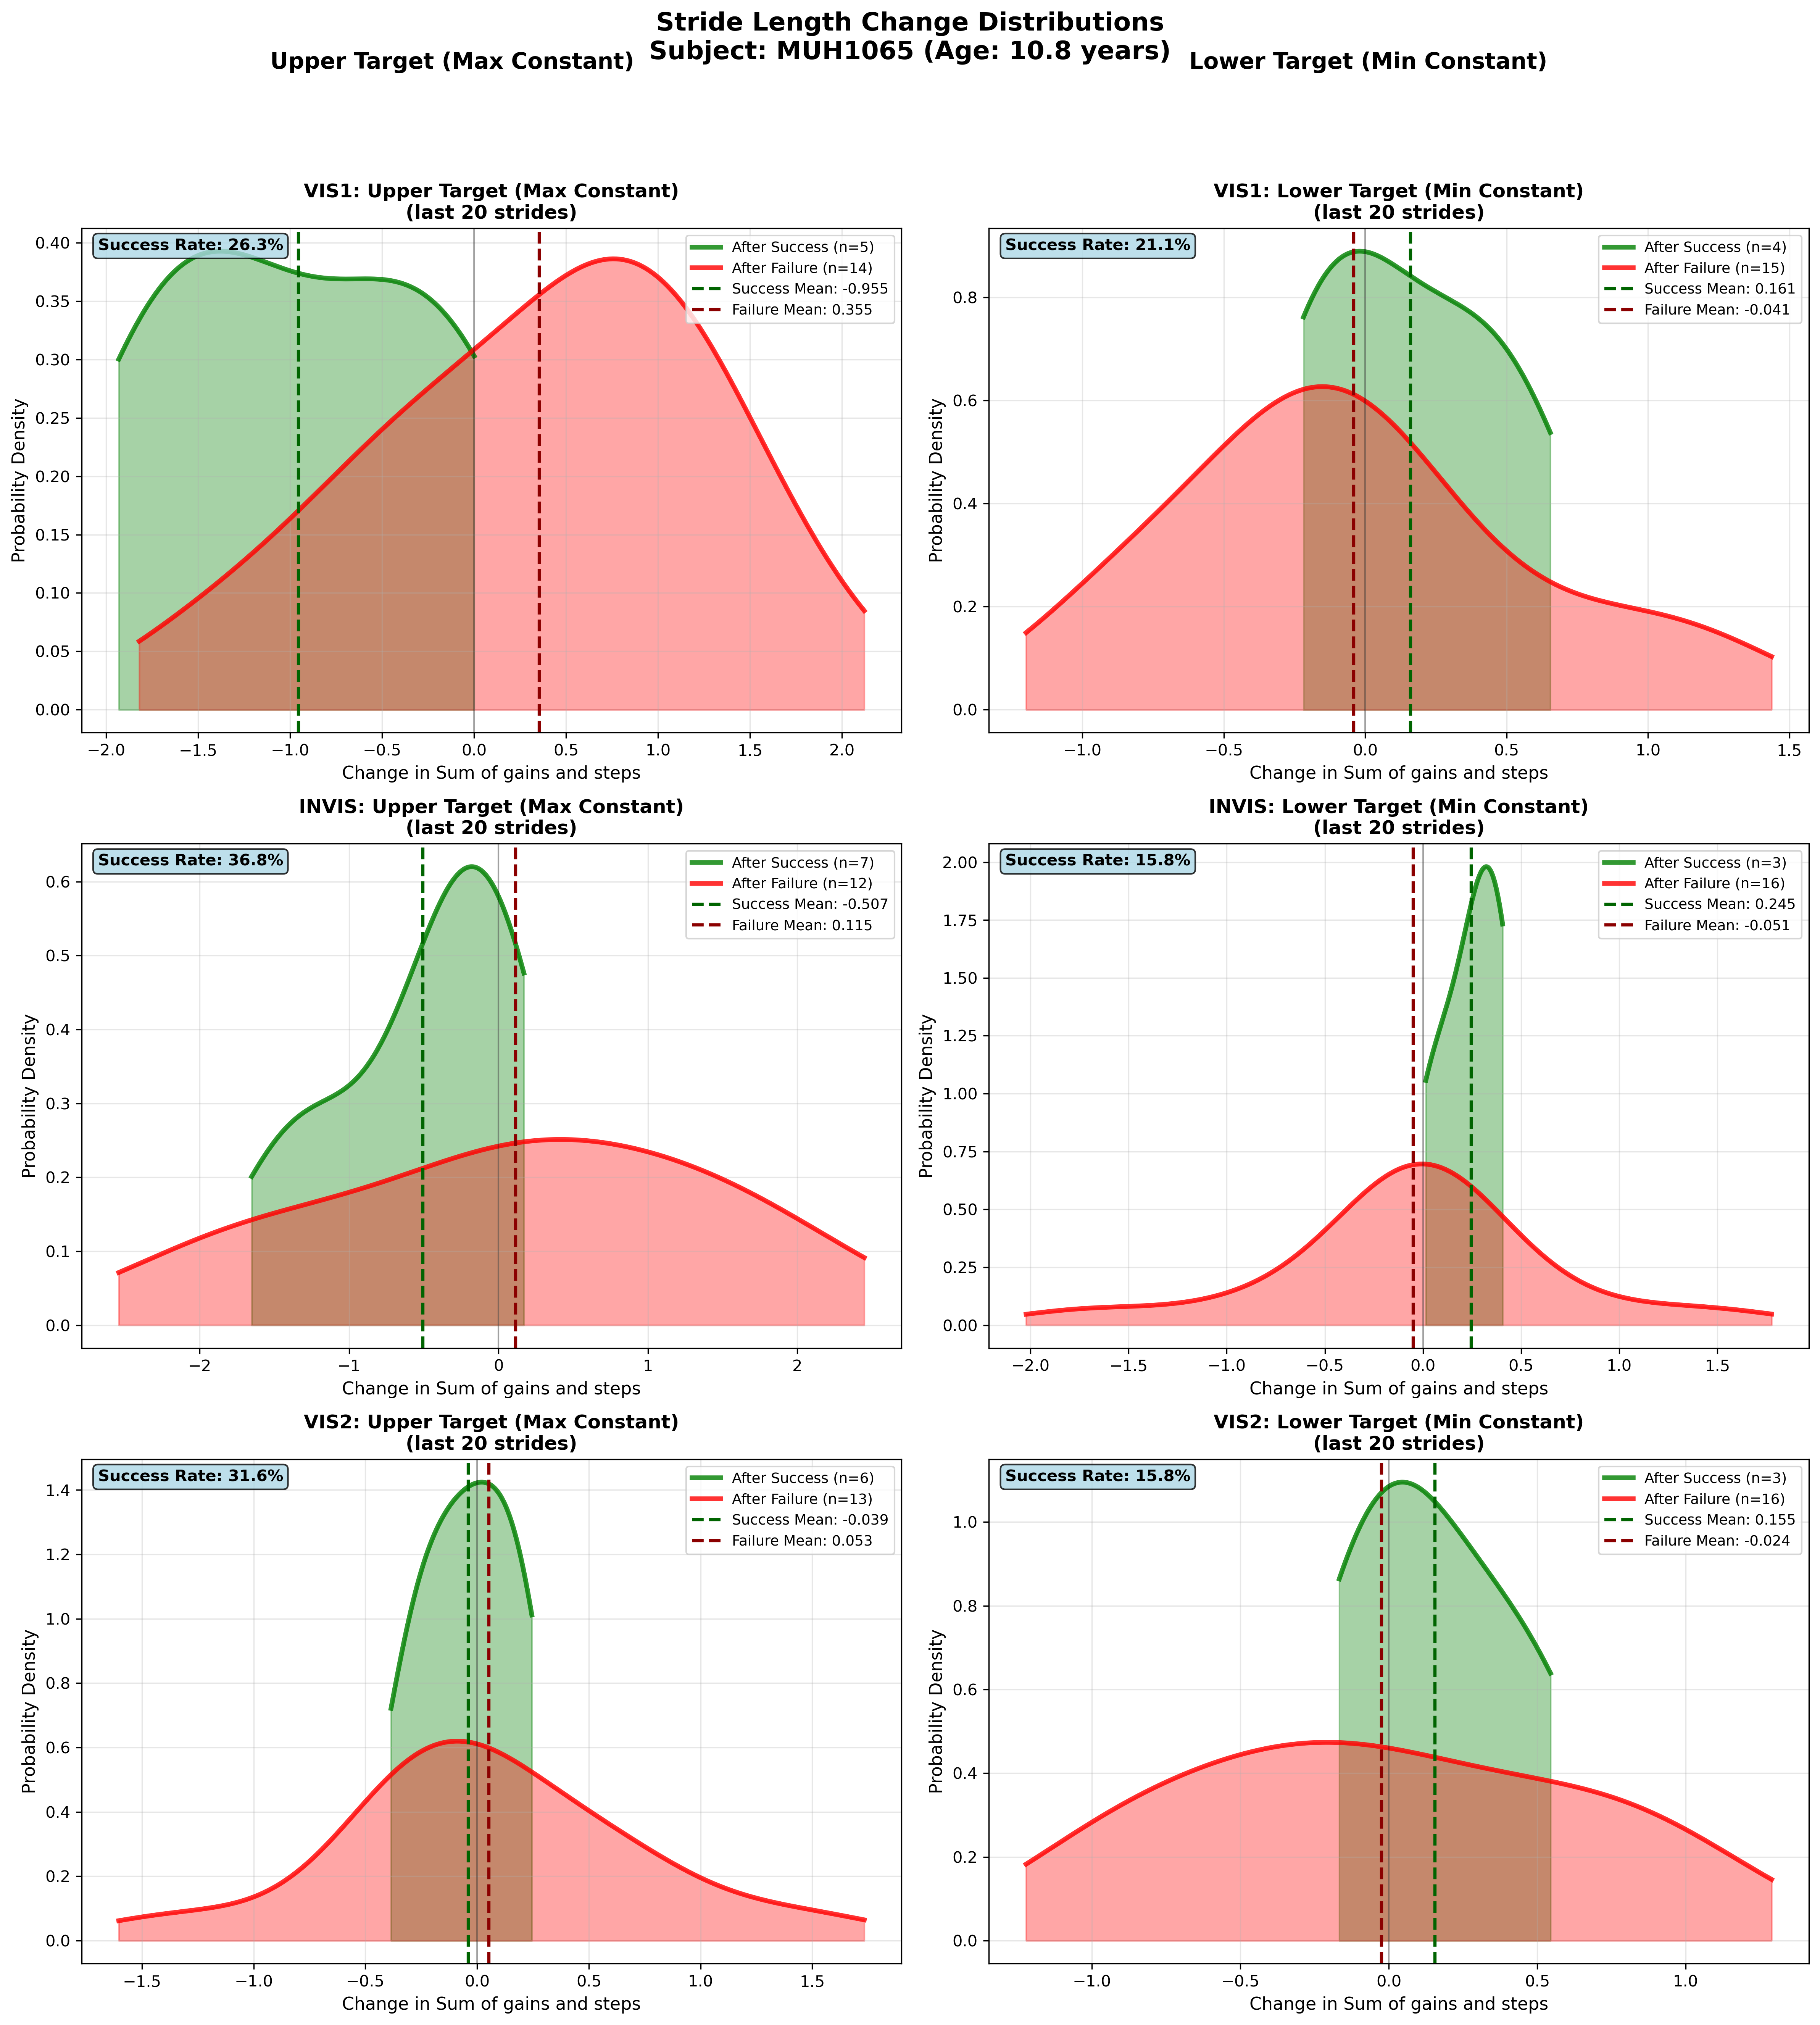 Stride Length Change Distributions
Subject: MUH1065 (Age: 10.8 years)
Upper Target (Max Constant)
Lower Target (Min Constant)
VIS1: Upper Target (Max Constant)
(last 20 strides)
Success Rate: 26.3%
After Success (n=5)
After Failure (n=14)
Success Mean: -0.955
Failure Mean: 0.355
Probability Density
0.40
0.35
0.30
0.25
0.20
0.15
0.10
0.05
0.00
−2.0 −1.5 −1.0 −0.5 0.0 0.5 1.0 1.5 2.0
Change in Sum of gains and steps
VIS1: Lower Target (Min Constant)
(last 20 strides)
Success Rate: 21.1%
After Success (n=4)
After Failure (n=15)
Success Mean: 0.161
Failure Mean: -0.041
Probability Density
0.8
0.6
0.4
0.2
0.0
−1.0 −0.5 0.0 0.5 1.0 1.5
Change in Sum of gains and steps
INVIS: Upper Target (Max Constant)
(last 20 strides)
Success Rate: 36.8%
After Success (n=7)
After Failure (n=12)
Success Mean: -0.507
Failure Mean: 0.115
Probability Density
0.6
0.5
0.4
0.3
0.2
0.1
0.0
−2 −1 0 1 2
Change in Sum of gains and steps
INVIS: Lower Target (Min Constant)
(last 20 strides)
Success Rate: 15.8%
After Success (n=3)
After Failure (n=16)
Success Mean: 0.245
Failure Mean: -0.051
Probability Density
2.00
1.75
1.50
1.25
1.00
0.75
0.50
0.25
0.00
−2.0 −1.5 −1.0 −0.5 0.0 0.5 1.0 1.5
Change in Sum of gains and steps
VIS2: Upper Target (Max Constant)
(last 20 strides)
Success Rate: 31.6%
After Success (n=6)
After Failure (n=13)
Success Mean: -0.039
Failure Mean: 0.053
Probability Density
1.4
1.2
1.0
0.8
0.6
0.4
0.2
0.0
−1.5 −1.0 −0.5 0.0 0.5 1.0 1.5
Change in Sum of gains and steps
VIS2: Lower Target (Min Constant)
(last 20 strides)
Success Rate: 15.8%
After Success (n=3)
After Failure (n=16)
Success Mean: 0.155
Failure Mean: -0.024
Probability Density
1.0
0.8
0.6
0.4
0.2
0.0
−1.0 −0.5 0.0 0.5 1.0
Change in Sum of gains and steps